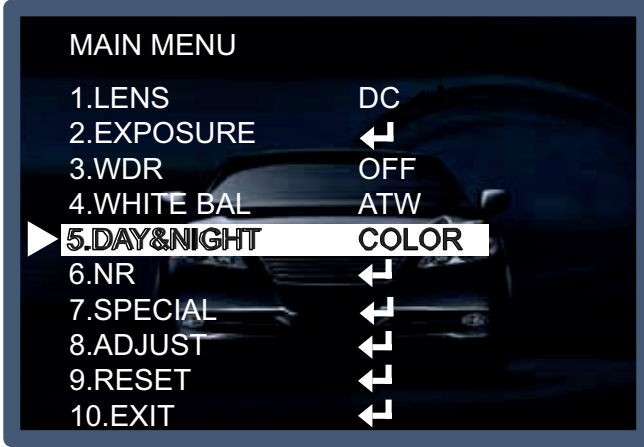 MAIN MENU
1.LENS DC
2.EXPOSURE ↵
3.WDR OFF
4.WHITE BAL ATW
5.DAY&NIGHT COLOR
6.NR ↵
7.SPECIAL ↵
8.ADJUST ↵
9.RESET ↵
10.EXIT ↵